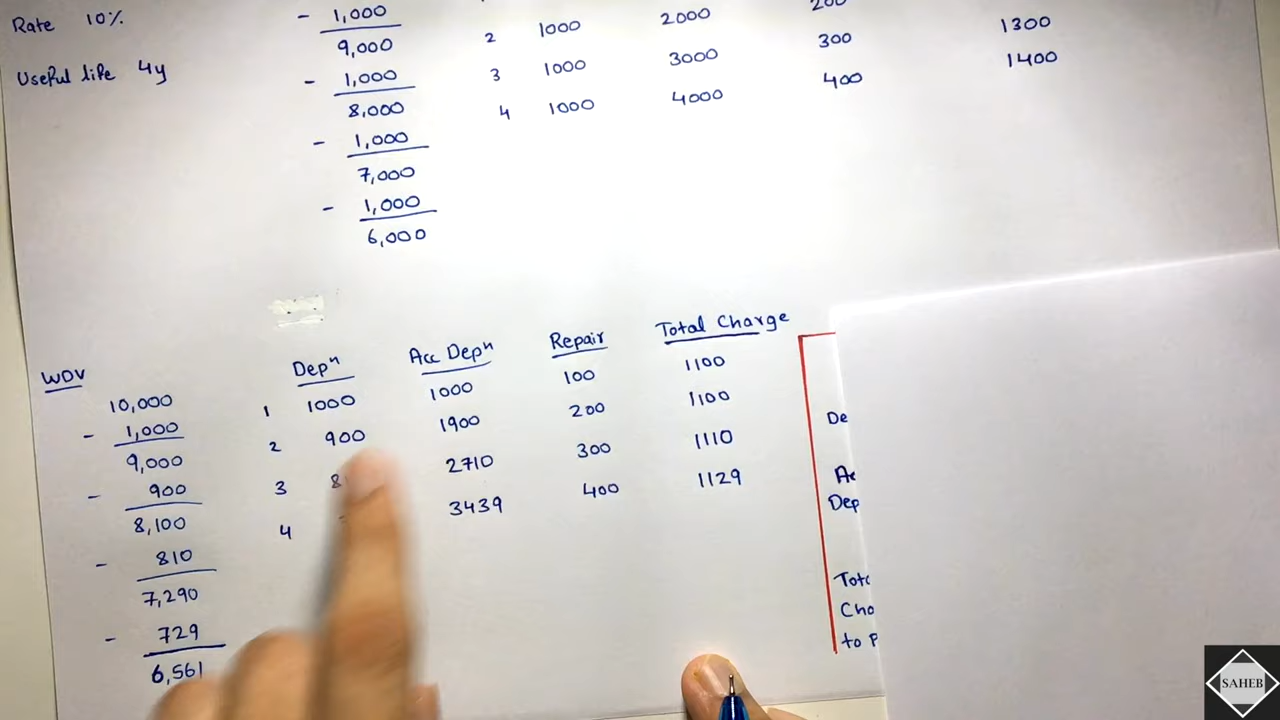 Rate 10%
Useful life 4y
- 1,000
9,000
- 1,000
8,000
- 1,000
7,000
- 1,000
6,000
2 1000 2000 200
3 1000 3000 300 1300
4 1000 4000 400 1400
WDV
10,000
- 1,000
9,000
- 900
8,100
- 810
7,290
- 729
6,561
Depⁿ Acc Depⁿ Repair Total Charge
1 1000 1000 100 1100
2 900 1900 200 1100
3 2710 300 1110
4 3439 400 1129
De
Dep
to P
SAHEB